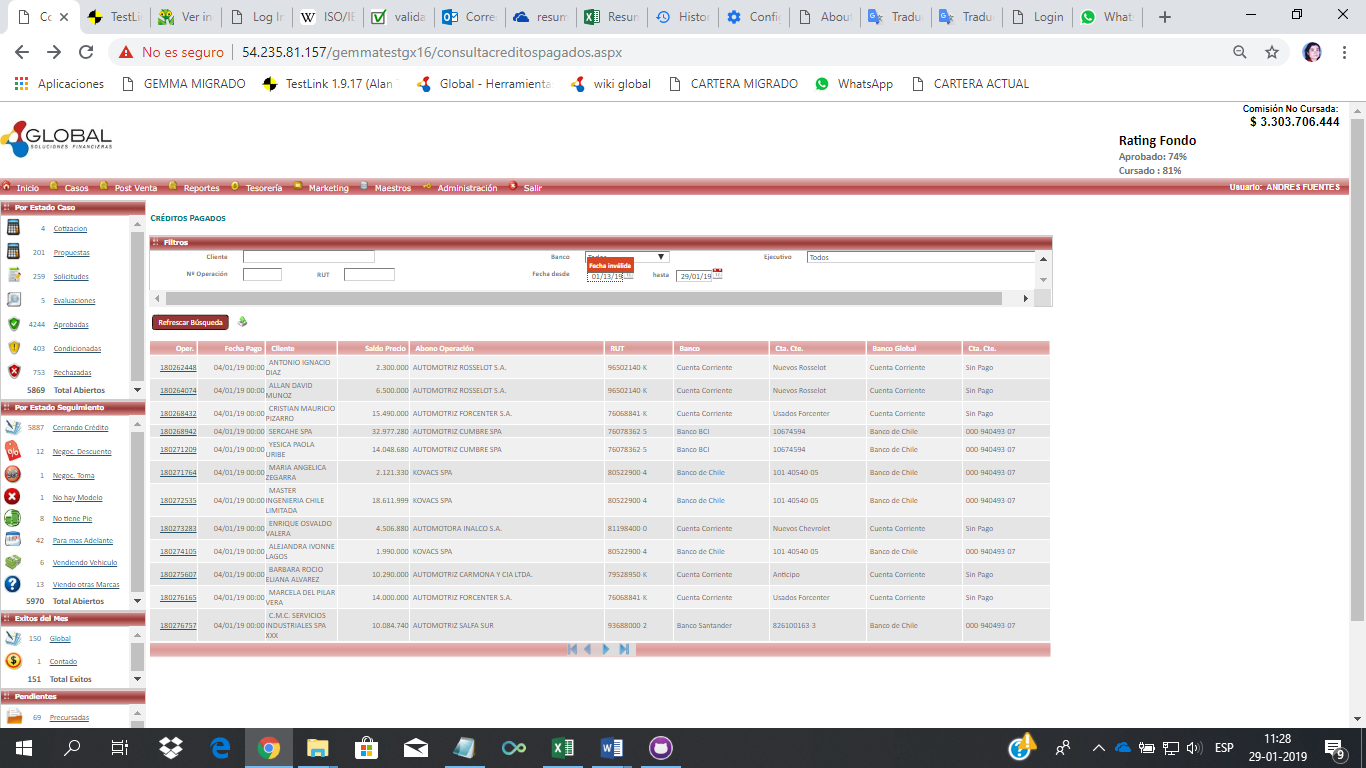 Co
TestLin
Ver in
Log In
ISO/IE
valida
Corre
resum
Resun
Histor
Config
About
Tradu
Tradu
Login
What
No es seguro | 54.235.81.157/gemmatestgx16/consultacreditospagados.aspx
Aplicaciones GEMMA MIGRADO TestLink 1.9.17 (Alan Global - Herramienta wiki global CARTERA MIGRADO WhatsApp CARTERA ACTUAL
Comisión No Cursada:
$ 3.303.706.444
GLOBAL
SOLUCIONES FINANCIERAS
Rating Fondo
Aprobado: 74%
Cursado : 81%
Inicio Casos Post Venta Reportes Tesorería Marketing Maestros Administración Salir Usuario: ANDRES FUENTES
Por Estado Caso
4 Cotizacion
201 Propuestas
259 Solicitudes
5 Evaluaciones
4244 Aprobadas
403 Condicionadas
753 Rechazadas
5869 Total Abiertos
Por Estado Seguimiento
5887 Cerrando Crédito
12 Negoc. Descuento
1 Negoc. Toma
1 No hay Modelo
8 No tiene Pie
42 Para mas Adelante
6 Vendiendo Vehiculo
13 Viendo otras Marcas
5970 Total Abiertos
Exitos del Mes
150 Global
1 Contado
151 Total Exitos
Pendientes
69 Precursadas
CRÉDITOS PAGADOS
Filtros
Cliente Banco Todos Ejecutivo Todos
Fecha inválida
Nº Operación RUT Fecha desde 01/13/19 hasta 29/01/19
Refrescar Búsqueda
Oper. Fecha Pago Cliente Saldo Precio Abono Operación RUT Banco Cta. Cte. Banco Global Cta. Cte.
180262448 04/01/19 00:00 ANTONIO IGNACIO DIAZ 2.300.000 AUTOMOTRIZ ROSSELOT S.A. 96502140-K Cuenta Corriente Nuevos Rosselot Cuenta Corriente Sin Pago
180264074 04/01/19 00:00 ALLAN DAVID MUNOZ 6.500.000 AUTOMOTRIZ ROSSELOT S.A. 96502140-K Cuenta Corriente Nuevos Rosselot Cuenta Corriente Sin Pago
180268432 04/01/19 00:00 CRISTIAN MAURICIO PIZARRO 15.490.000 AUTOMOTRIZ FORCENTER S.A. 76068841-K Cuenta Corriente Usados Forcenter Cuenta Corriente Sin Pago
180268942 04/01/19 00:00 SERCAHE SPA 32.977.280 AUTOMOTRIZ CUMBRE SPA 76078362-5 Banco BCI 10674594 Banco de Chile 000-940493-07
180271209 04/01/19 00:00 YESICA PAOLA URIBE 14.048.680 AUTOMOTRIZ CUMBRE SPA 76078362-5 Banco BCI 10674594 Banco de Chile 000-940493-07
180271764 04/01/19 00:00 MARIA ANGELICA ZEGARRA 2.121.330 KOVACS SPA 80522900-4 Banco de Chile 101-40540-05 Banco de Chile 000-940493-07
180272535 04/01/19 00:00 MASTER INGENIERIA CHILE LIMITADA 18.611.999 KOVACS SPA 80522900-4 Banco de Chile 101-40540-05 Banco de Chile 000-940493-07
180273283 04/01/19 00:00 ENRIQUE OSVALDO VALERA 4.506.880 AUTOMOTORA INALCO S.A. 81198400-0 Cuenta Corriente Nuevos Chevrolet Cuenta Corriente Sin Pago
180274105 04/01/19 00:00 ALEJANDRA IVONNE LAGOS 1.990.000 KOVACS SPA 80522900-4 Banco de Chile 101-40540-05 Banco de Chile 000-940493-07
180275607 04/01/19 00:00 BARBARA ROCIO ELIANA ALVAREZ 10.290.000 AUTOMOTRIZ CARMONA Y CIA LTDA. 79528950-K Cuenta Corriente Anticipo Cuenta Corriente Sin Pago
180276165 04/01/19 00:00 MARCELA DEL PILAR VERA 14.000.000 AUTOMOTRIZ FORCENTER S.A. 76068841-K Cuenta Corriente Usados Forcenter Cuenta Corriente Sin Pago
180276757 04/01/19 00:00 C.M.C. SERVICIOS INDUSTRIALES SPA XXX 10.084.740 AUTOMOTRIZ SALFA SUR 93688000-2 Banco Santander 826100163-3 Banco de Chile 000-940493-07
ESP
11:28
29-01-2019
9